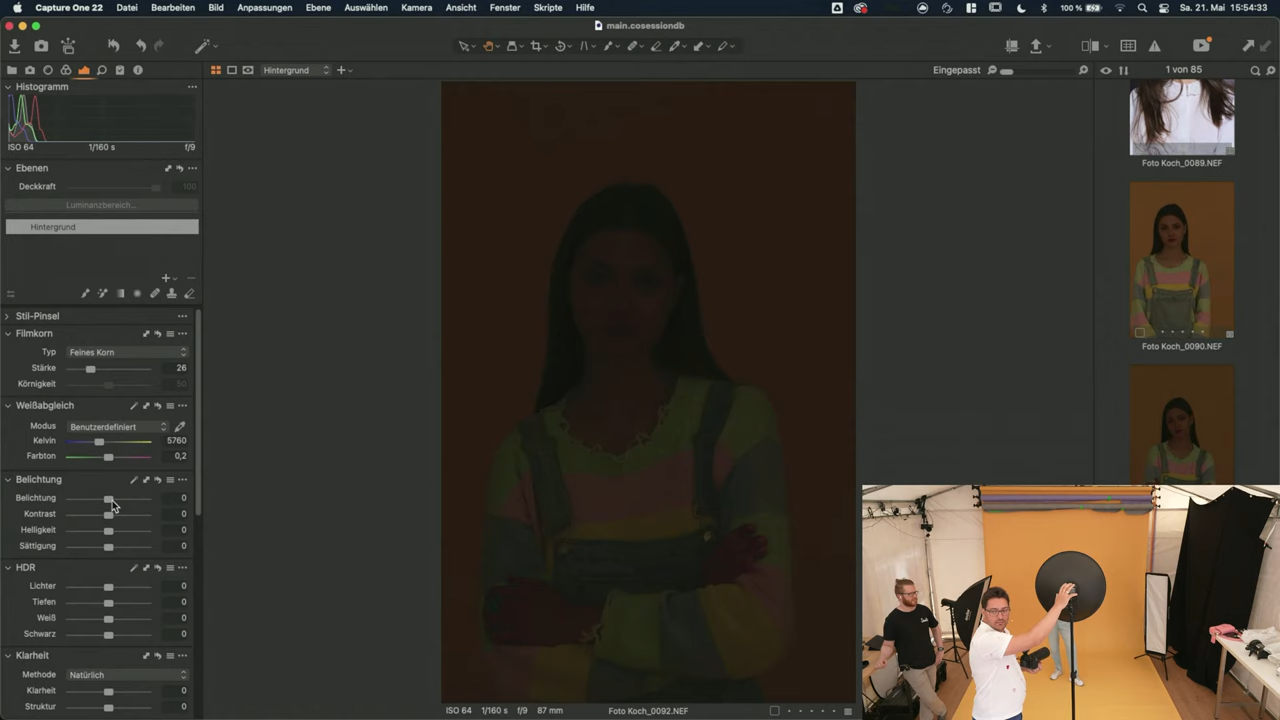 Capture One 22 Datei Bearbeiten Bild Anpassungen Ebene Auswählen Kamera Ansicht Fenster Skripte Hilfe 100 % Sa. 21. Mai 15:54:33
main.cosessiondb
Hintergrund
Eingepasst
1 von 85
Histogramm
ISO 64 1/160 s f/9
Ebenen
Deckkraft 100
Luminanzbereich...
Hintergrund
Stil-Pinsel
Filmkorn
Typ Feines Korn
Stärke 26
Körnigkeit 50
Weißabgleich
Modus Benutzerdefiniert
Kelvin 5760
Farbton 0,2
Belichtung
Belichtung 0
Kontrast 0
Helligkeit 0
Sättigung 0
HDR
Lichter 0
Tiefen 0
Weiß 0
Schwarz 0
Klarheit
Methode Natürlich
Klarheit 0
Struktur 0
ISO 64 1/160 s f/9 87 mm Foto Koch_0092.NEF
Foto Koch_0089.NEF
Foto Koch_0090.NEF